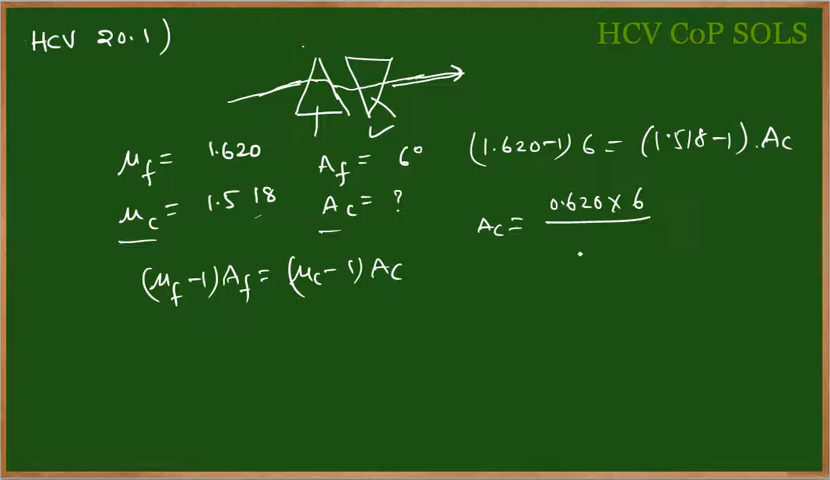 HCV 20.1)
HCV CoP SOLS
μf = 1.620 Af = 6°
μc = 1.518 Ac = ?
(μf -1) Af = (μc - 1) Ac
(1.620-1) 6 = (1.518-1) . Ac
Ac = 0.620 x 6